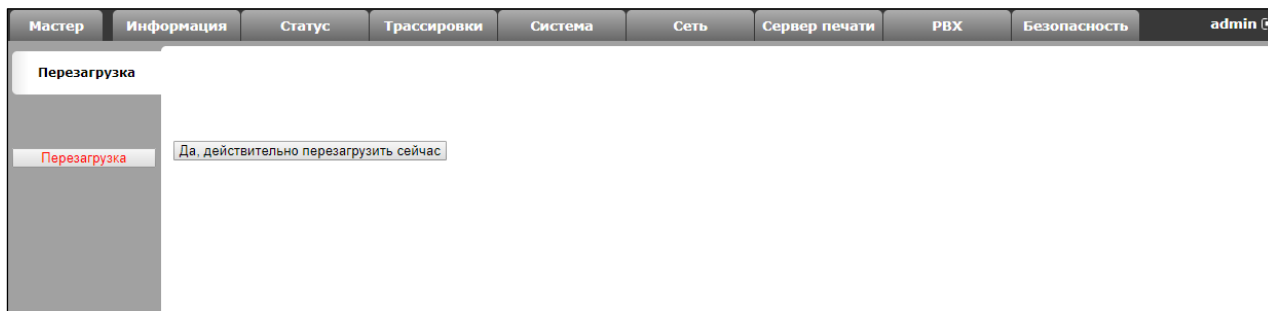 Мастер Информация Статус Трассировки Система Сеть Сервер печати PBX Безопасность admin
Перезагрузка
Перезагрузка Да, действительно перезагрузить сейчас